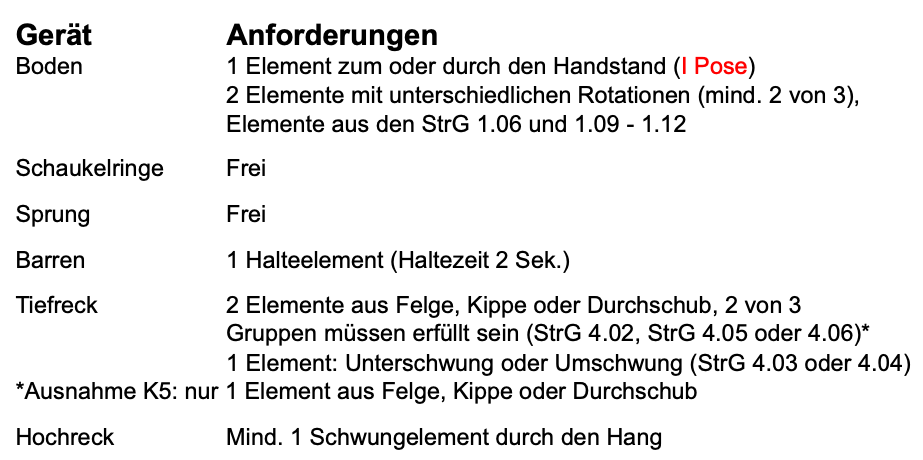 Gerät Anforderungen
Boden 1 Element zum oder durch den Handstand (I Pose)
2 Elemente mit unterschiedlichen Rotationen (mind. 2 von 3),
Elemente aus den StrG 1.06 und 1.09 - 1.12
Schaukelringe Frei
Sprung Frei
Barren 1 Halteelement (Haltezeit 2 Sek.)
Tiefreck 2 Elemente aus Felge, Kippe oder Durchschub, 2 von 3
Gruppen müssen erfüllt sein (StrG 4.02, StrG 4.05 oder 4.06)*
1 Element: Unterschwung oder Umschwung (StrG 4.03 oder 4.04)
*Ausnahme K5: nur 1 Element aus Felge, Kippe oder Durchschub
Hochreck Mind. 1 Schwungelement durch den Hang